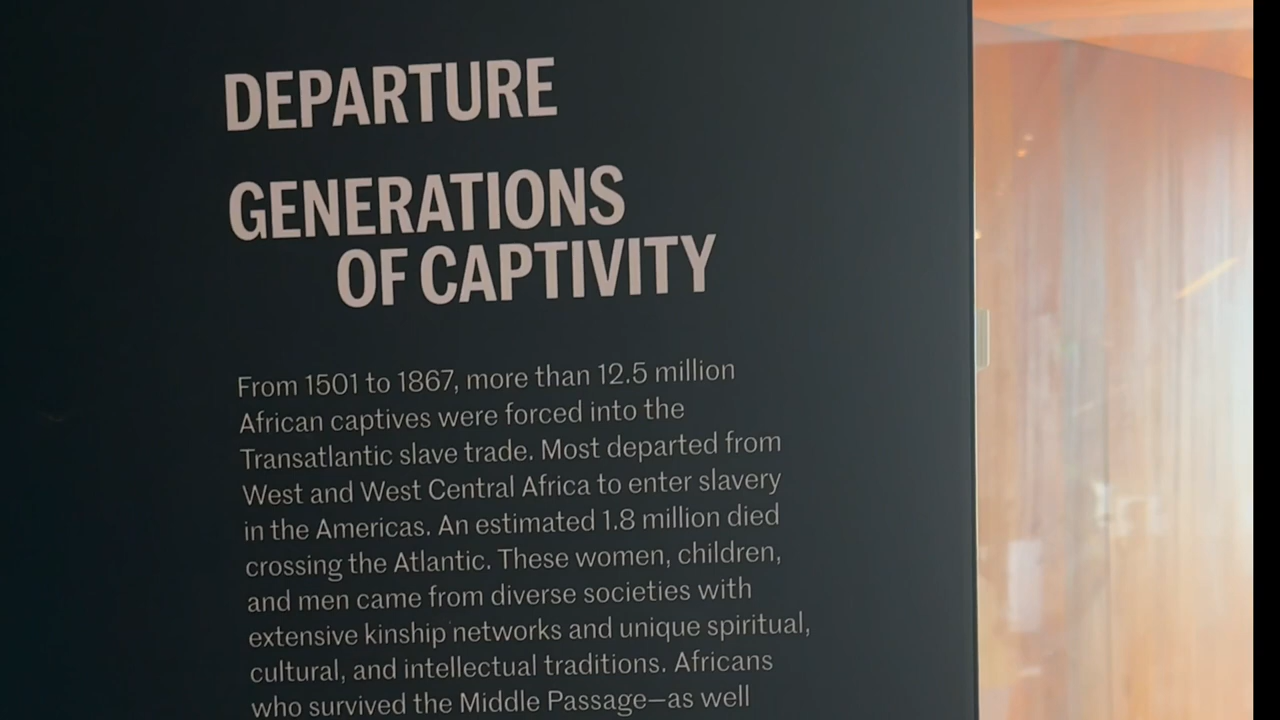 DEPARTURE
GENERATIONS
OF CAPTIVITY
From 1501 to 1867, more than 12.5 million
African captives were forced into the
Transatlantic slave trade. Most departed from
West and West Central Africa to enter slavery
in the Americas. An estimated 1.8 million died
crossing the Atlantic. These women, children,
and men came from diverse societies with
extensive kinship networks and unique spiritual,
cultural, and intellectual traditions. Africans
who survived the Middle Passage—as well